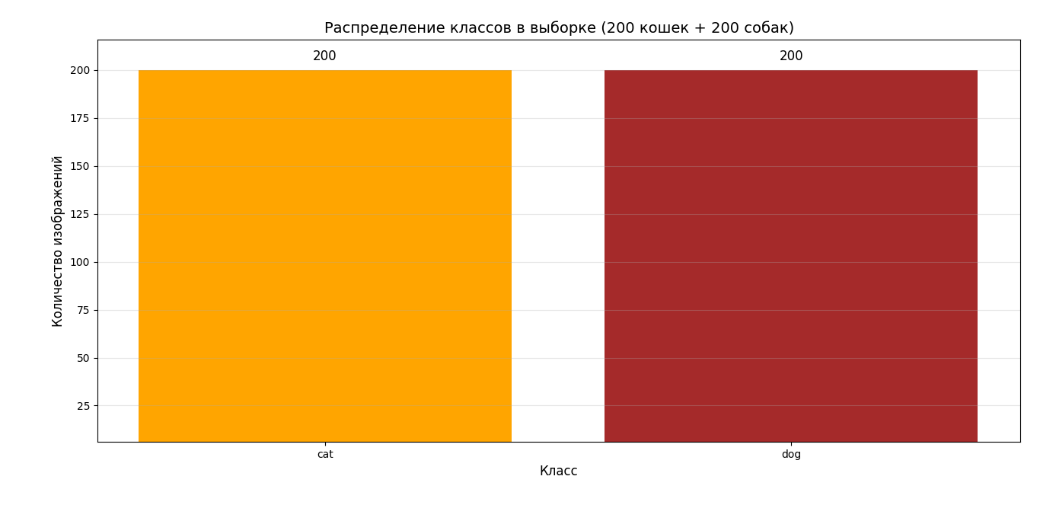 Распределение классов в выборке (200 кошек + 200 собак)
200 200
200
175
150
125
100
75
50
25
Количество изображений
cat dog
Класс